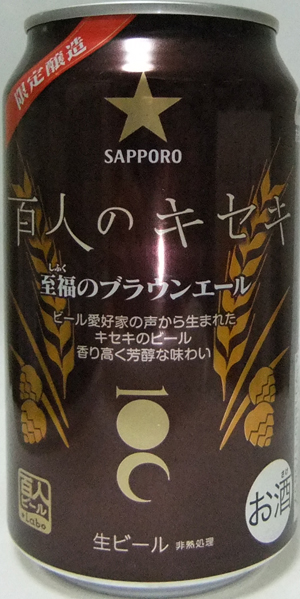 限定醸造
SAPPORO
百人のキセキ
しふく
至福のブラウンエール
ビール愛好家の声から生まれた
キセキのビール
香り高く芳醇な味わい
100
百人
ビール
Labo
生ビール 非熱処理
さけ
お酒